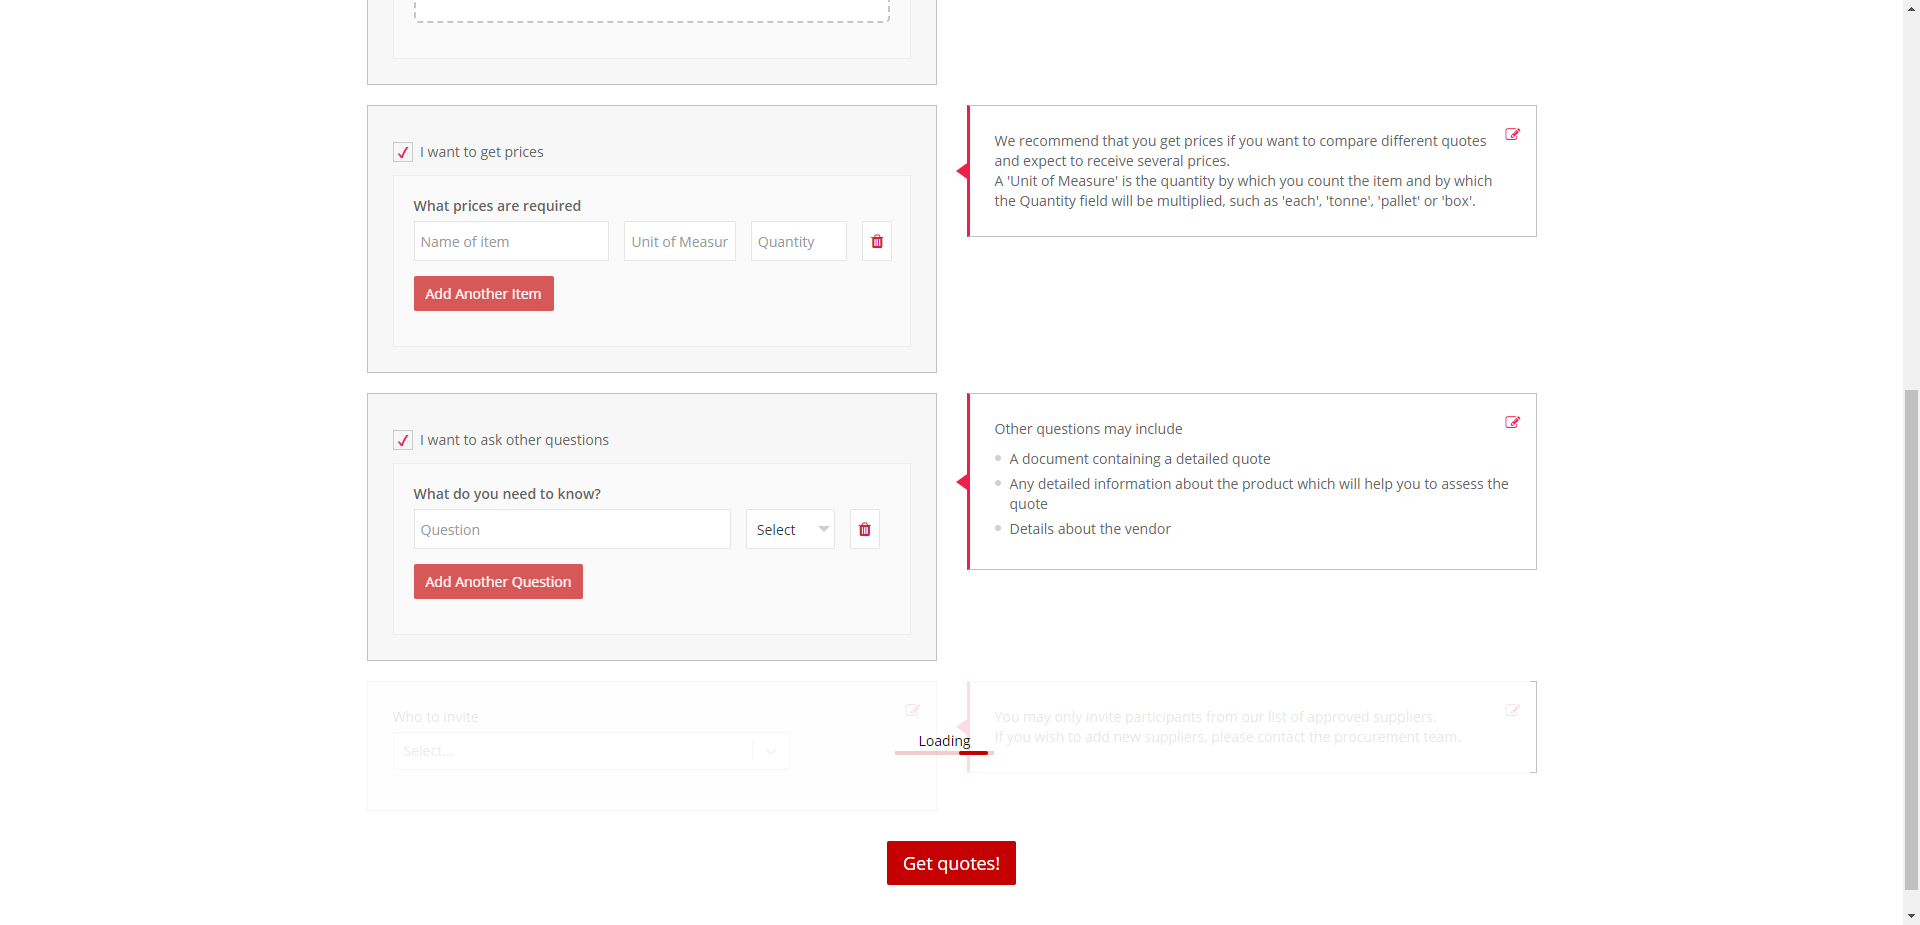 I want to get prices
What prices are required
Name of item
Unit of Measur
Quantity
Add Another Item
We recommend that you get prices if you want to compare different quotes
and expect to receive several prices.
A 'Unit of Measure' is the quantity by which you count the item and by which
the Quantity field will be multiplied, such as 'each', 'tonne', 'pallet' or 'box'.
I want to ask other questions
What do you need to know?
Question
Select
Add Another Question
Other questions may include
A document containing a detailed quote
Any detailed information about the product which will help you to assess the
quote
Details about the vendor
Who to Invite
Select...
Loading
You may only invite participants from our list of approved suppliers.
If you wish to add new suppliers, please contact the procurement team.
Get quotes!